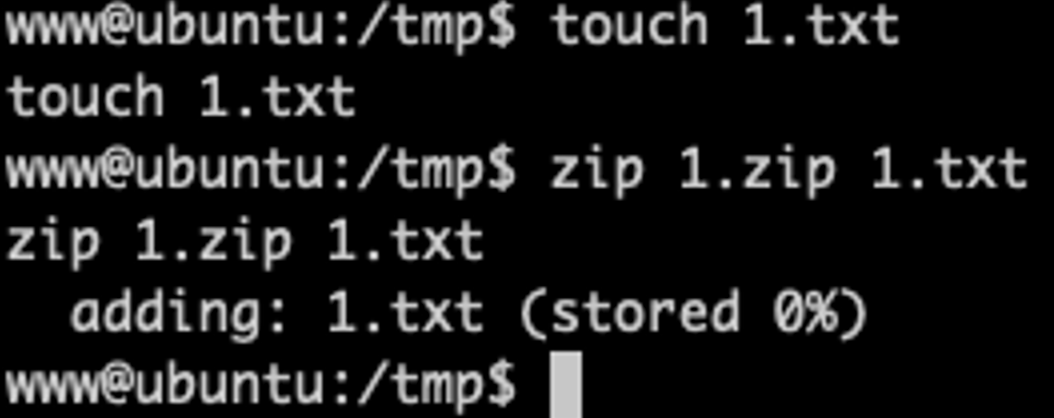 www@ubuntu:/tmp$ touch 1.txt
touch 1.txt
www@ubuntu:/tmp$ zip 1.zip 1.txt
zip 1.zip 1.txt
  adding: 1.txt (stored 0%)
www@ubuntu:/tmp$